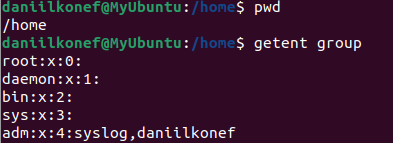 daniilkonef@MyUbuntu:/home$ pwd
/home
daniilkonef@MyUbuntu:/home$ getent group
root:x:0:
daemon:x:1:
bin:x:2:
sys:x:3:
adm:x:4:syslog,daniilkonef